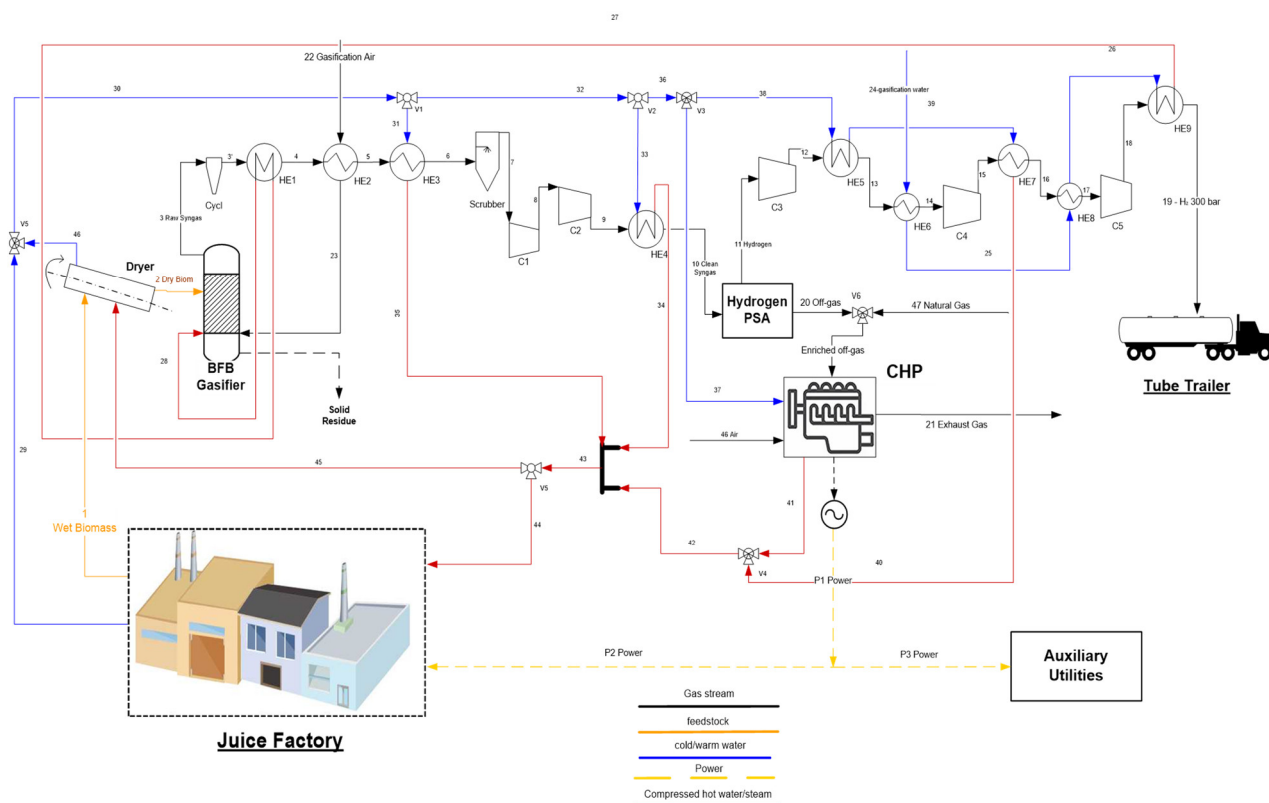 27
22 Gasification Air
26
30
32
36
38
24-gasification water
39
V1
V2
V3
31
33
12
18
HE9
3'
4
5
6
7
8
9
13
14
15
16
17
Cycl
HE1
HE2
HE3
Scrubber
C1
C2
HE4
C3
HE5
HE6
C4
HE7
HE8
C5
3 Raw Syngas
V5
46
Dryer
2 Dry Biom
23
35
34
10 Clean
Syngas
11 Hydrogen
25
19 - H₂ 300 bar
Hydrogen
PSA
20 Off-gas
V6
47 Natural Gas
Enriched off-gas
28
BFB
Gasifier
Solid
Residue
CHP
37
46 Air
21 Exhaust Gas
Tube Trailer
29
45
43
V5
44
41
42
V4
40
1
Wet Biomass
P1 Power
P2 Power
P3 Power
Auxiliary
Utilities
Juice Factory
Gas stream
feedstock
cold/warm water
Power
Compressed hot water/steam